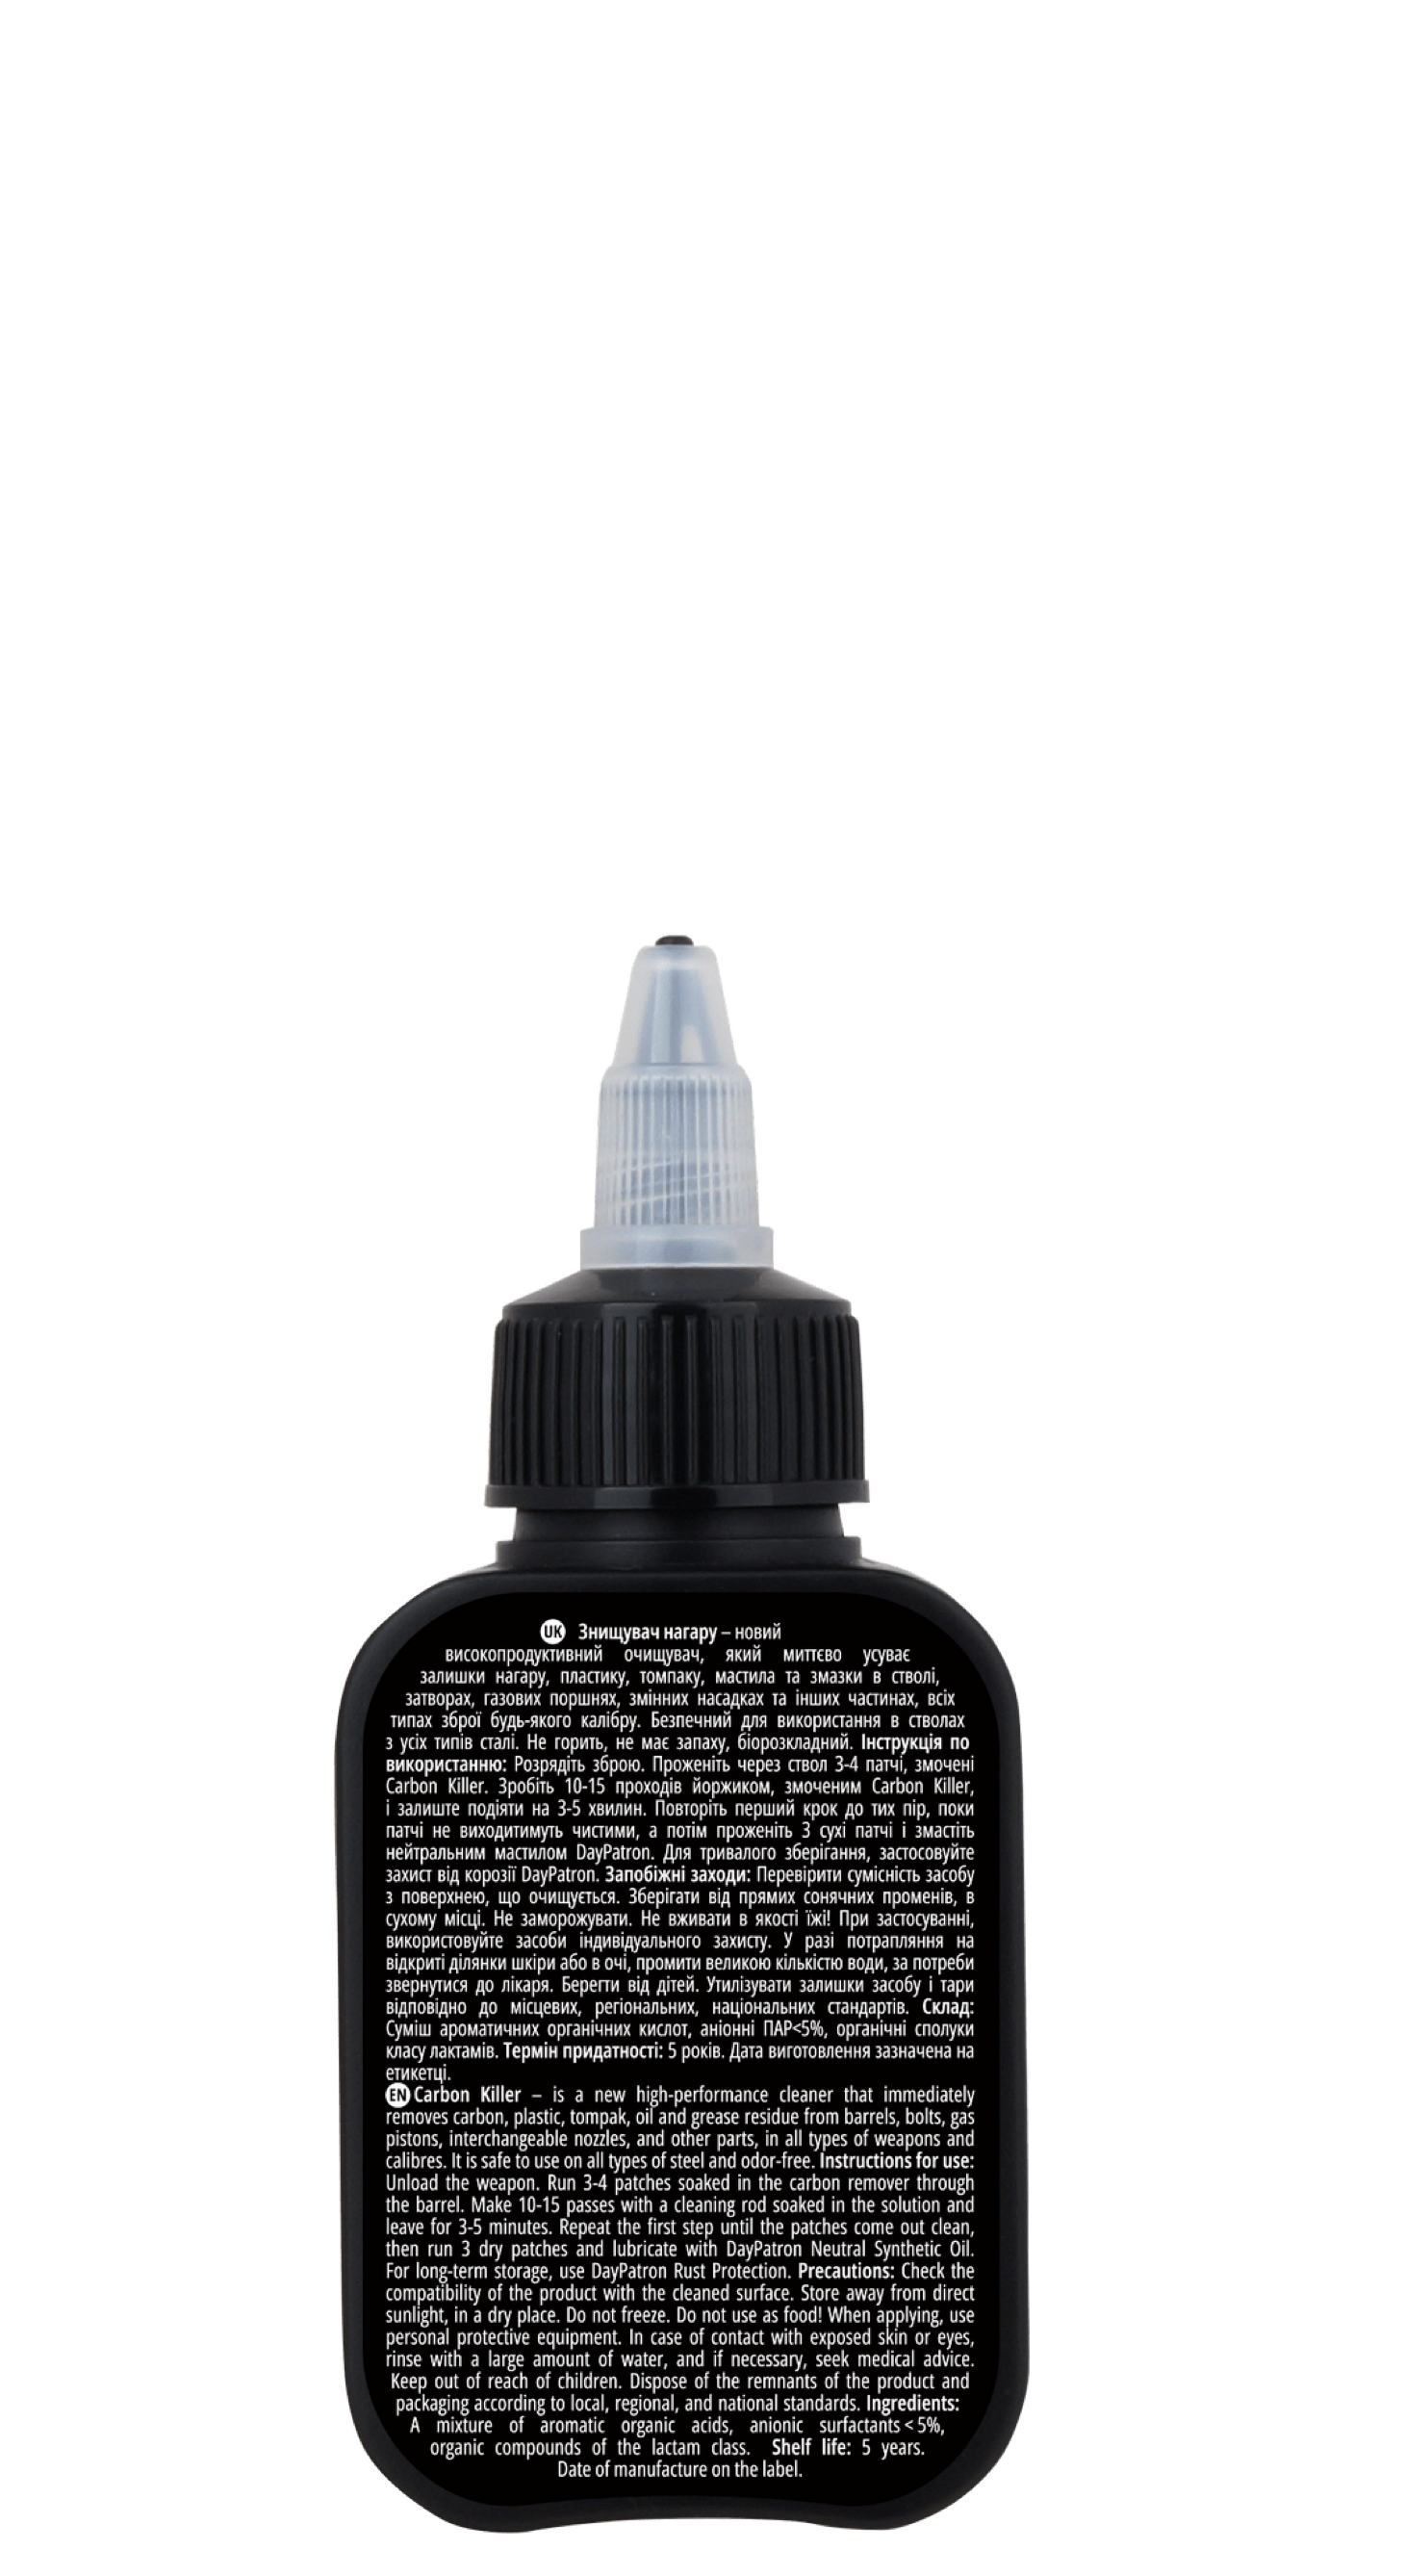 UK Знищувач нагару – новий
високопродуктивний очищувач, який миттєво усуває
залишки нагару, пластику, томпаку, мастила та змазки в стволі,
затворах, газових поршнях, змінних насадках та інших частинах, всіх
типах зброї будь-якого калібру. Безпечний для використання в стволах
з усіх типів сталі. Не горить, не має запаху, біорозкладний. Інструкція по
використанню: Розрядіть зброю. Проженіть через ствол 3-4 патчі, змочені
Carbon Killer. Зробіть 10-15 проходів йоржиком, змоченим Carbon Killer,
і залиште подіяти на 3-5 хвилин. Повторіть перший крок до тих пір, поки
патчі не виходитимуть чистими, а потім проженіть 3 сухі патчі і змастіть
нейтральним мастилом DayPatron. Для тривалого зберігання, застосовуйте
захист від корозії DayPatron. Запобіжні заходи: Перевірити сумісність засобу
з поверхнею, що очищується. Зберігати від прямих сонячних променів, в
сухому місці. Не заморожувати. Не вживати в якості їжі! При застосуванні,
використовуйте засоби індивідуального захисту. У разі потрапляння на
відкриті ділянки шкіри або в очі, промити великою кількістю води, за потреби
звернутися до лікаря. Берегти від дітей. Утилізувати залишки засобу і тари
відповідно до місцевих, регіональних, національних стандартів. Склад:
Суміш ароматичних органічних кислот, аніонні ПАР<5%, органічні сполуки
класу лактамів. Термін придатності: 5 років. Дата виготовлення зазначена на
етикетці.
EN Carbon Killer – is a new high-performance cleaner that immediately
removes carbon, plastic, tompak, oil and grease residue from barrels, bolts, gas
pistons, interchangeable nozzles, and other parts, in all types of weapons and
calibres. It is safe to use on all types of steel and odor-free. Instructions for use:
Unload the weapon. Run 3-4 patches soaked in the carbon remover through
the barrel. Make 10-15 passes with a cleaning rod soaked in the solution and
leave for 3-5 minutes. Repeat the first step until the patches come out clean,
then run 3 dry patches and lubricate with DayPatron Neutral Synthetic Oil.
For long-term storage, use DayPatron Rust Protection. Precautions: Check the
compatibility of the product with the cleaned surface. Store away from direct
sunlight, in a dry place. Do not freeze. Do not use as food! When applying, use
personal protective equipment. In case of contact with exposed skin or eyes,
rinse with a large amount of water, and if necessary, seek medical advice.
Keep out of reach of children. Dispose of the remnants of the product and
packaging according to local, regional, and national standards. Ingredients:
A mixture of aromatic organic acids, anionic surfactants < 5%,
organic compounds of the lactam class. Shelf life: 5 years.
Date of manufacture on the label.